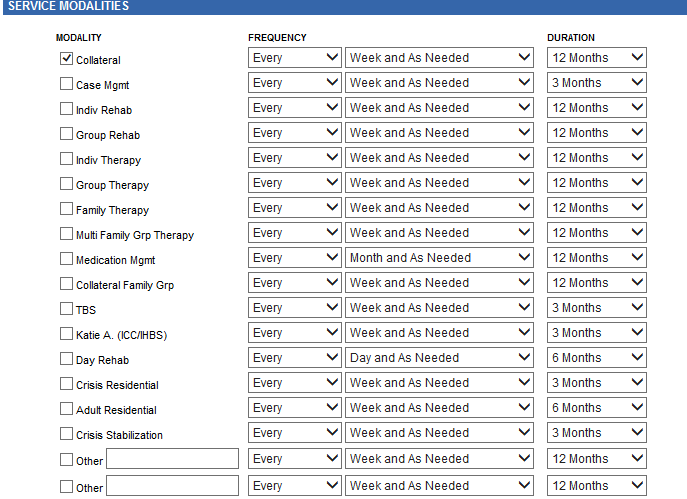 SERVICE MODALITIES
MODALITY FREQUENCY DURATION
Collateral Every Week and As Needed 12 Months
Case Mgmt Every Week and As Needed 3 Months
Indiv Rehab Every Week and As Needed 12 Months
Group Rehab Every Week and As Needed 12 Months
Indiv Therapy Every Week and As Needed 12 Months
Group Therapy Every Week and As Needed 12 Months
Family Therapy Every Week and As Needed 12 Months
Multi Family Grp Therapy Every Week and As Needed 12 Months
Medication Mgmt Every Month and As Needed 12 Months
Collateral Family Grp Every Week and As Needed 12 Months
TBS Every Week and As Needed 3 Months
Katie A. (ICC/IHBS) Every Week and As Needed 3 Months
Day Rehab Every Day and As Needed 6 Months
Crisis Residential Every Week and As Needed 3 Months
Adult Residential Every Week and As Needed 6 Months
Crisis Stabilization Every Week and As Needed 3 Months
Other Every Week and As Needed 12 Months
Other Every Week and As Needed 12 Months